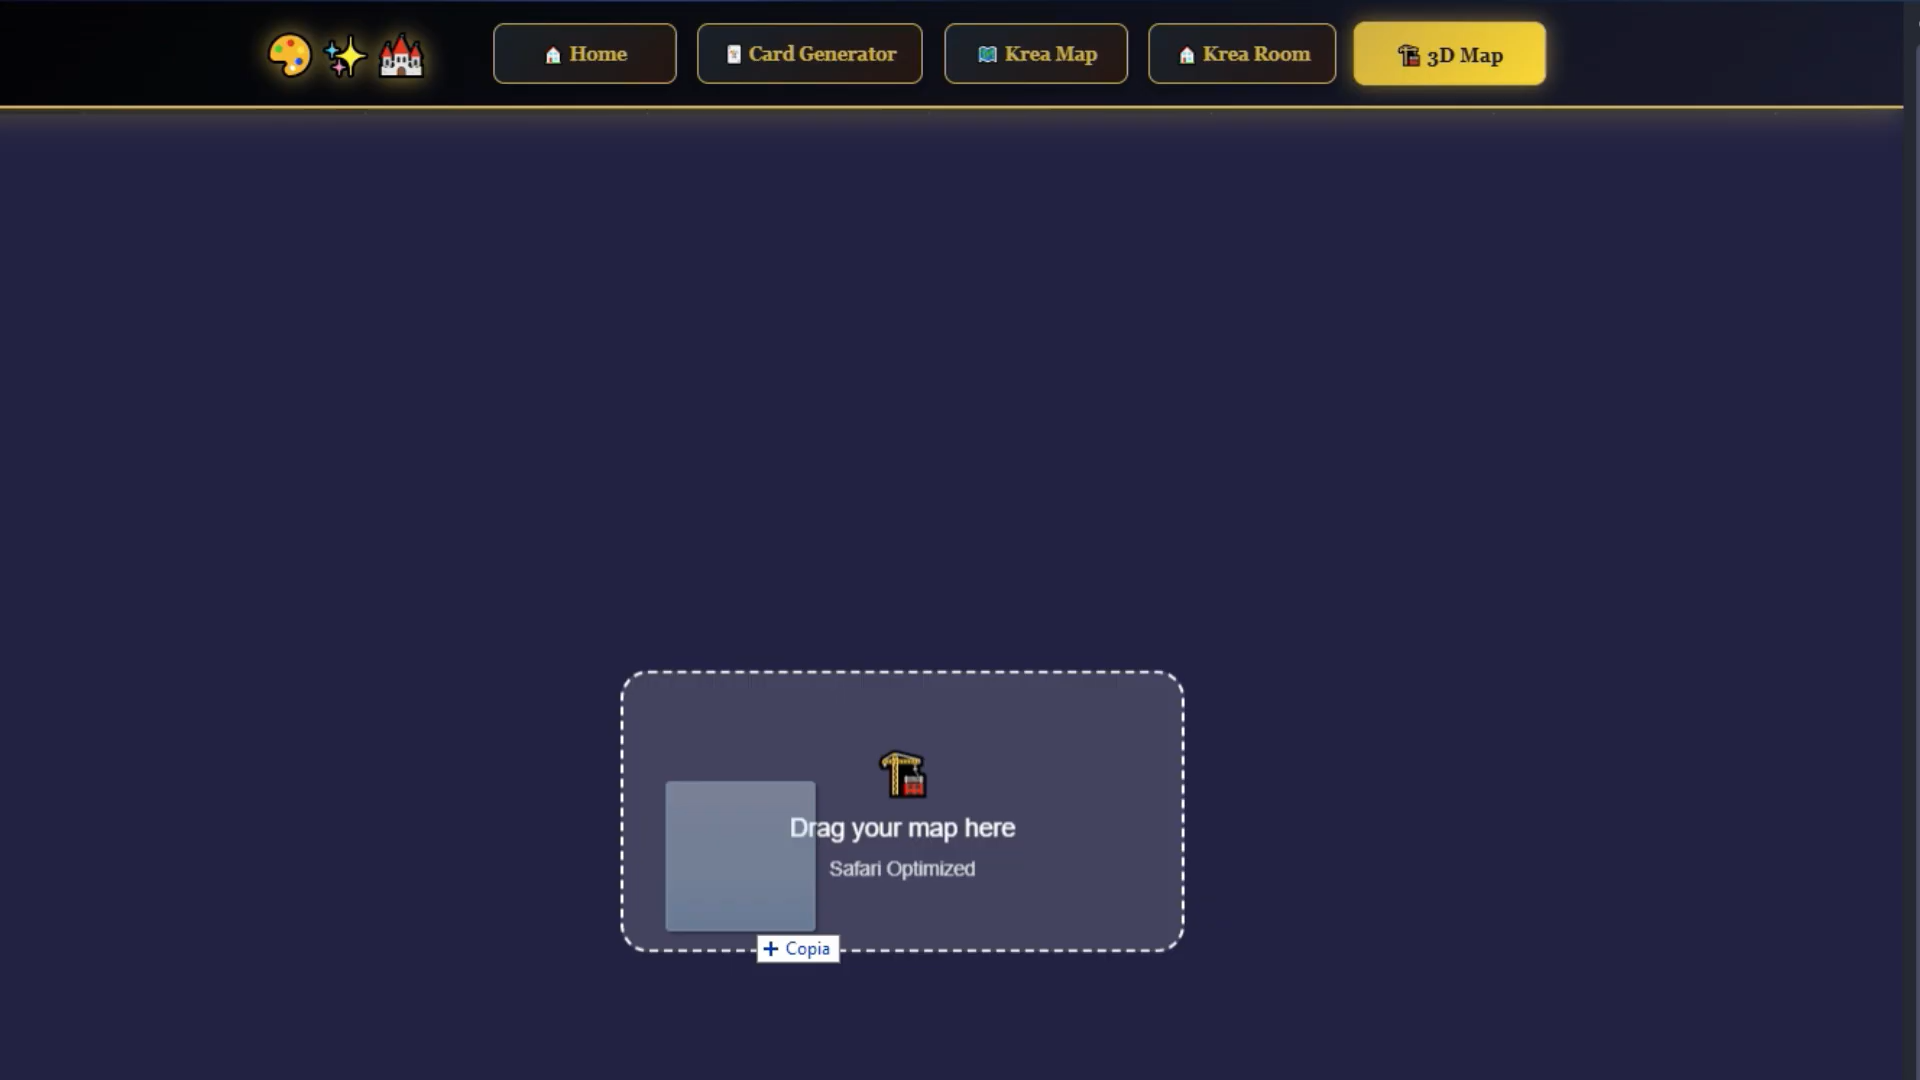 Home
Card Generator
Krea Map
Krea Room
3D Map
Drag your map here
Safari Optimized
+ Copia